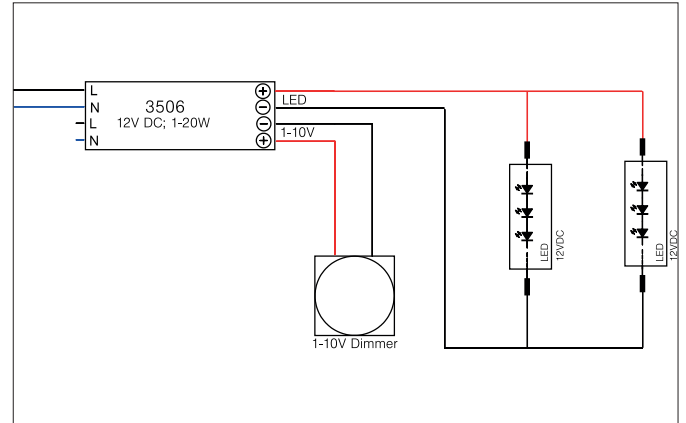 L
N
L
N
3506
12V DC; 1-20W
+
−
−
+
LED
1-10V
1-10V Dimmer
LED
12VDC
LED
12VDC